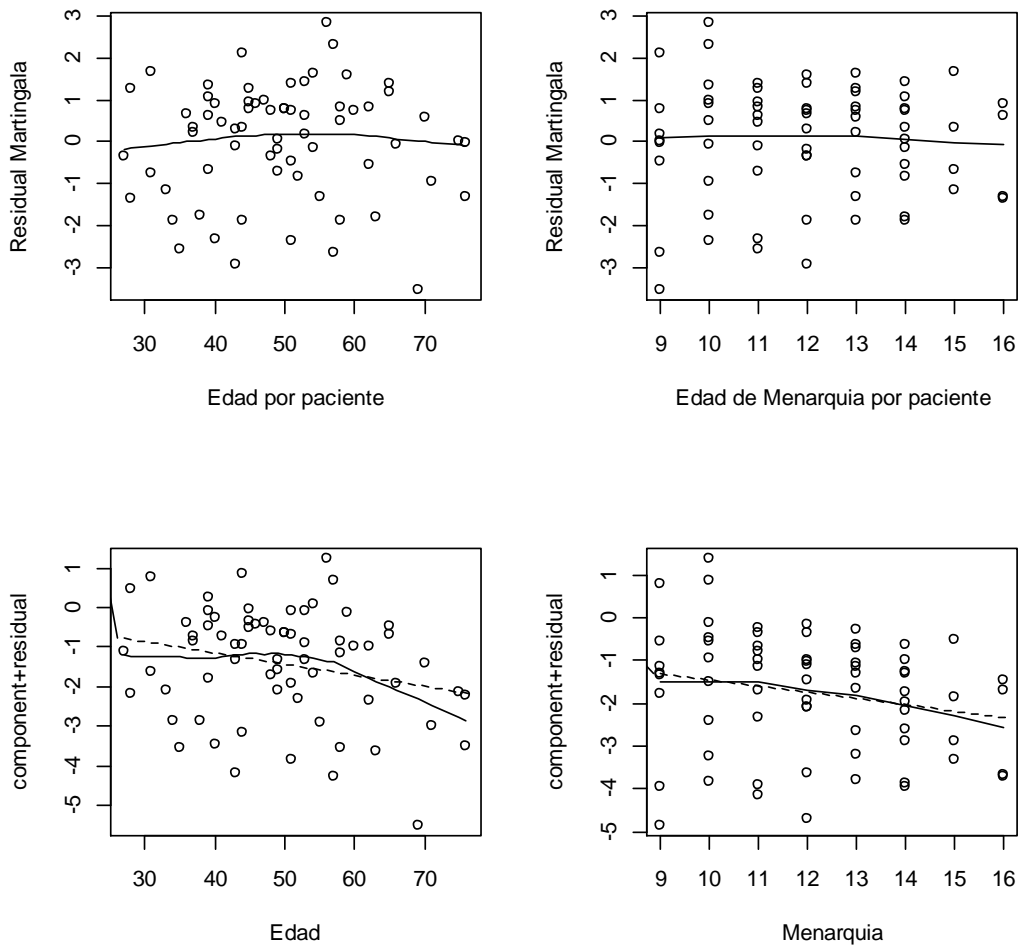 Residual Martingala
3
2
1
0
-1
-2
-3
30 40 50 60 70
Edad por paciente
Residual Martingala
3
2
1
0
-1
-2
-3
9 10 11 12 13 14 15 16
Edad de Menarquia por paciente
component+residual
1
0
-1
-2
-3
-4
-5
30 40 50 60 70
Edad
component+residual
1
0
-1
-2
-3
-4
-5
9 10 11 12 13 14 15 16
Menarquia